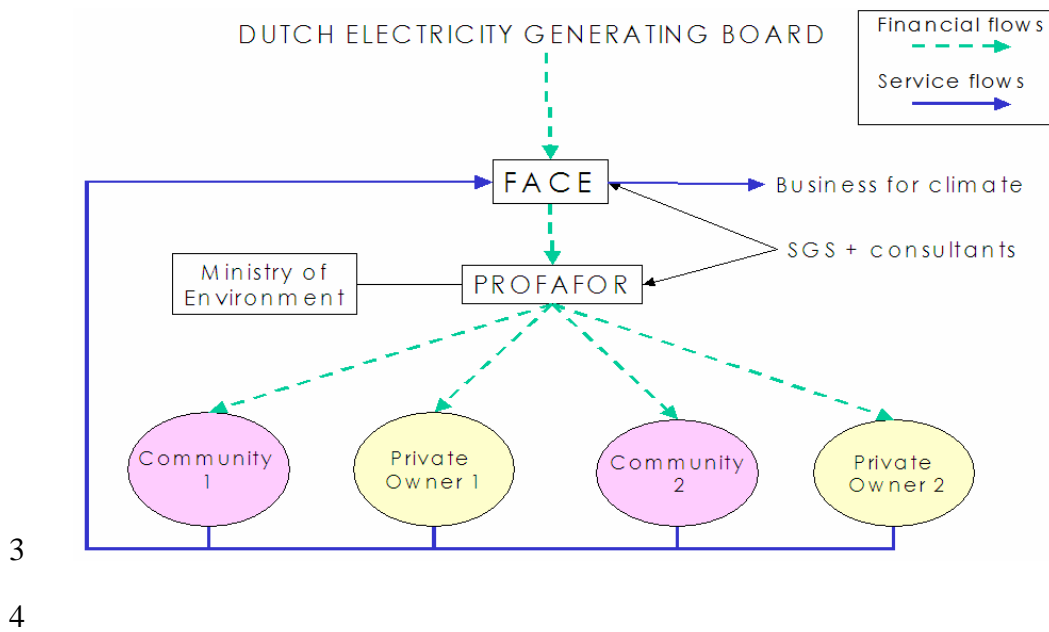 DUTCH ELECTRICITY GENERATING BOARD
Financial flows
Service flows
FACE
Business for climate
SGS + consultants
Ministry of
Environment
PROFAFOR
Community
1
Private
Owner 1
Community
2
Private
Owner 2
3
4